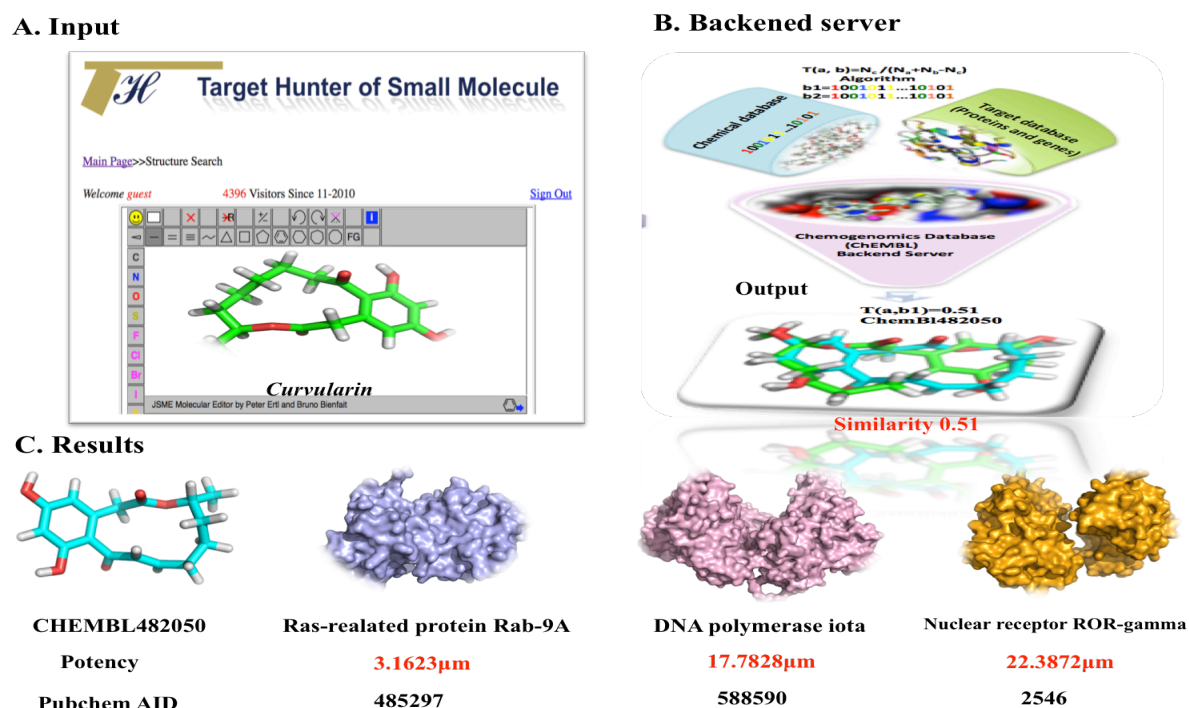 A. Input
TH
Target Hunter of Small Molecule
Main Page>>Structure Search
Welcome guest
4396 Visitors Since 11-2010
Sign Out
R
+/-
i
FG
C
N
O
S
F
Cl
Br
I
Curvularin
JSME Molecular Editor by Peter Ertl and Bruno Bienfait
B. Backened server
T(a, b)=Nc/(Na+Nb-Nc)
Algorithm
b1=1001011...10101
b2=1001011...10101
Chemical database
Target database
(Proteins and genes)
Chemogenomics Database
(ChEMBL)
Backend Server
Output
T(a,b1)=0.51
ChemBl482050
Similarity 0.51
C. Results
CHEMBL482050 Ras-realated protein Rab-9A DNA polymerase iota Nuclear receptor ROR-gamma
Potency 3.1623µm 17.7828µm 22.3872µm
Pubchem AID 485297 588590 2546